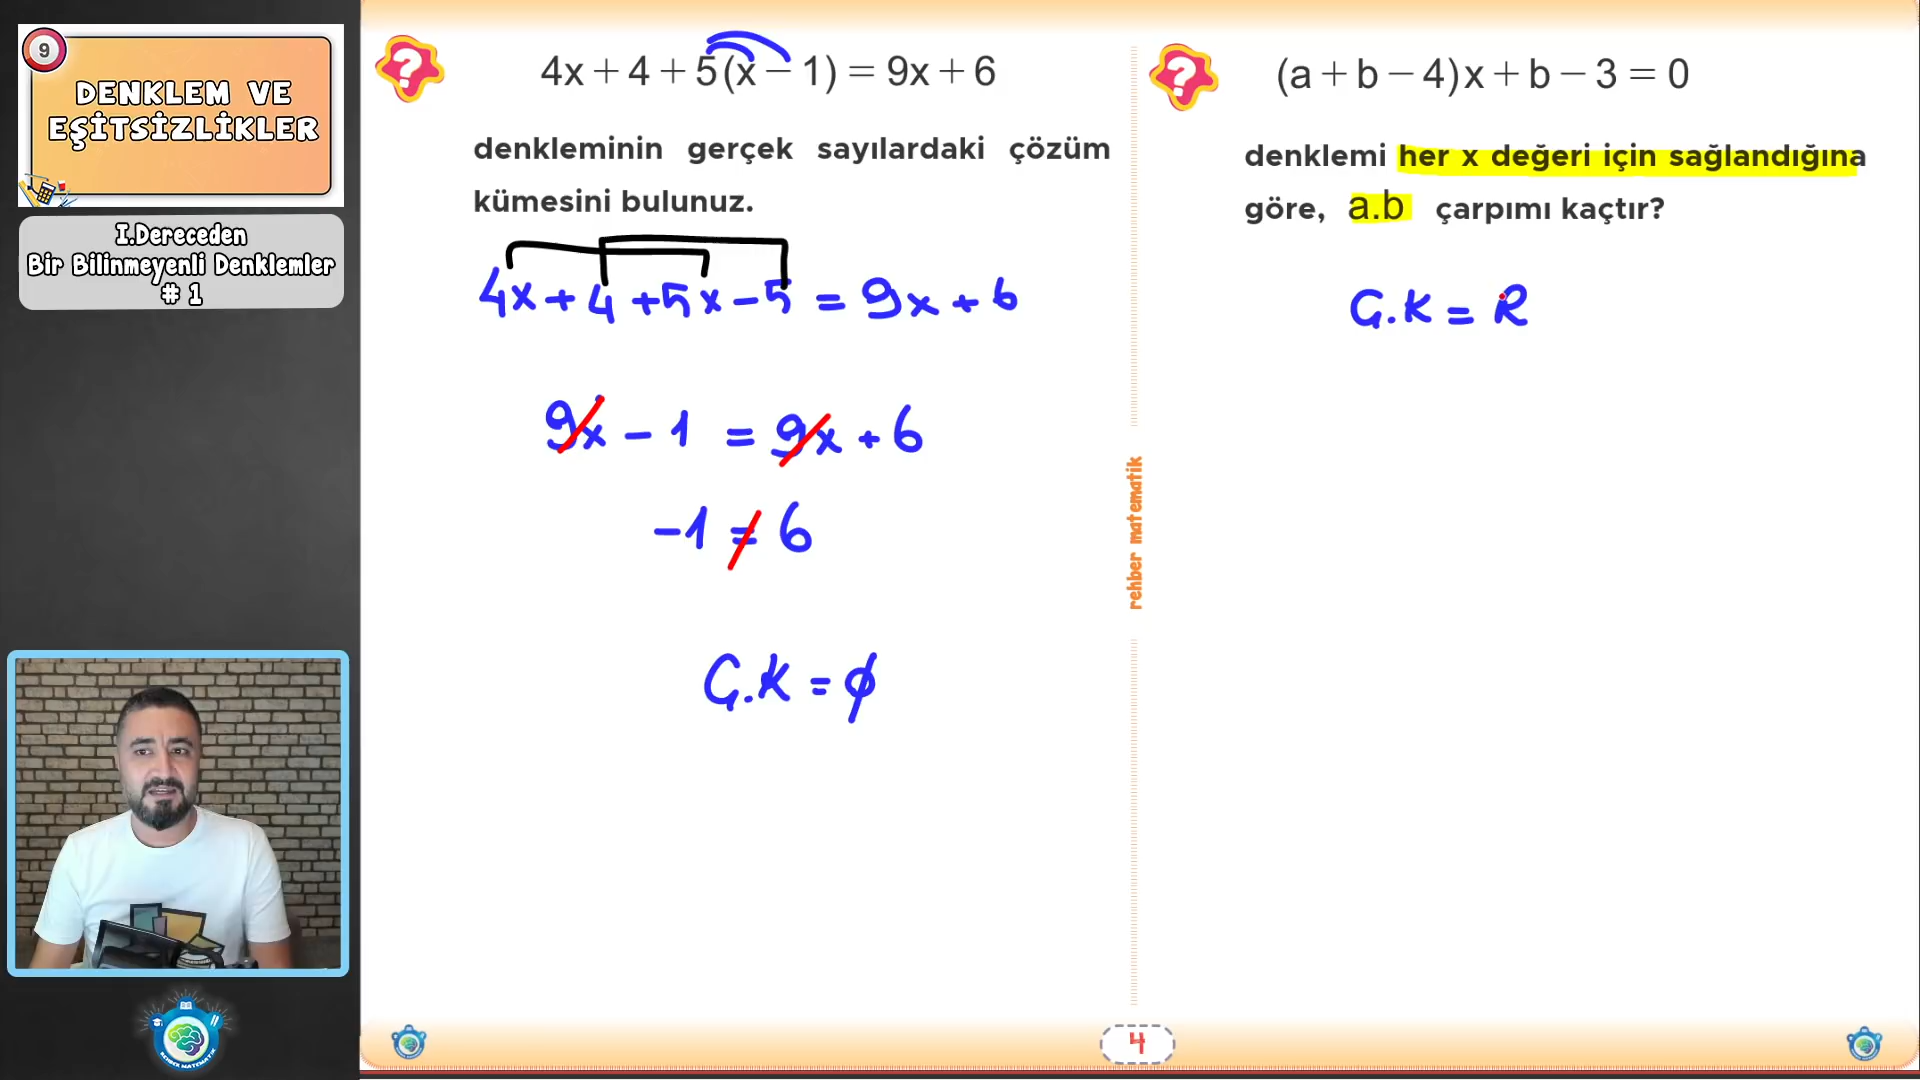 9
DENKLEM VE
EŞİTSİZLİKLER
I.Dereceden
Bir Bilinmeyenli Denklemler
# 1
4x + 4 + 5(x − 1) = 9x + 6
denkleminin gerçek sayılardaki çözüm
kümesini bulunuz.
4x + 4 + 5x − 5 = 9x + 6
9x − 1 = 9x + 6
-1 ≠ 6
Ç.K = ∅
rehber matematik
(a + b − 4)x + b − 3 = 0
denklemi her x değeri için sağlandığına
göre, a.b çarpımı kaçtır?
Ç.K = R
REHBER MATEMATİK
4